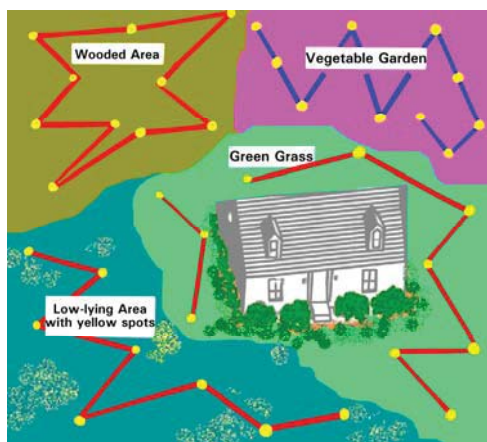 Wooded Area
Vegetable Garden
Green Grass
Low-lying Area
with yellow spots